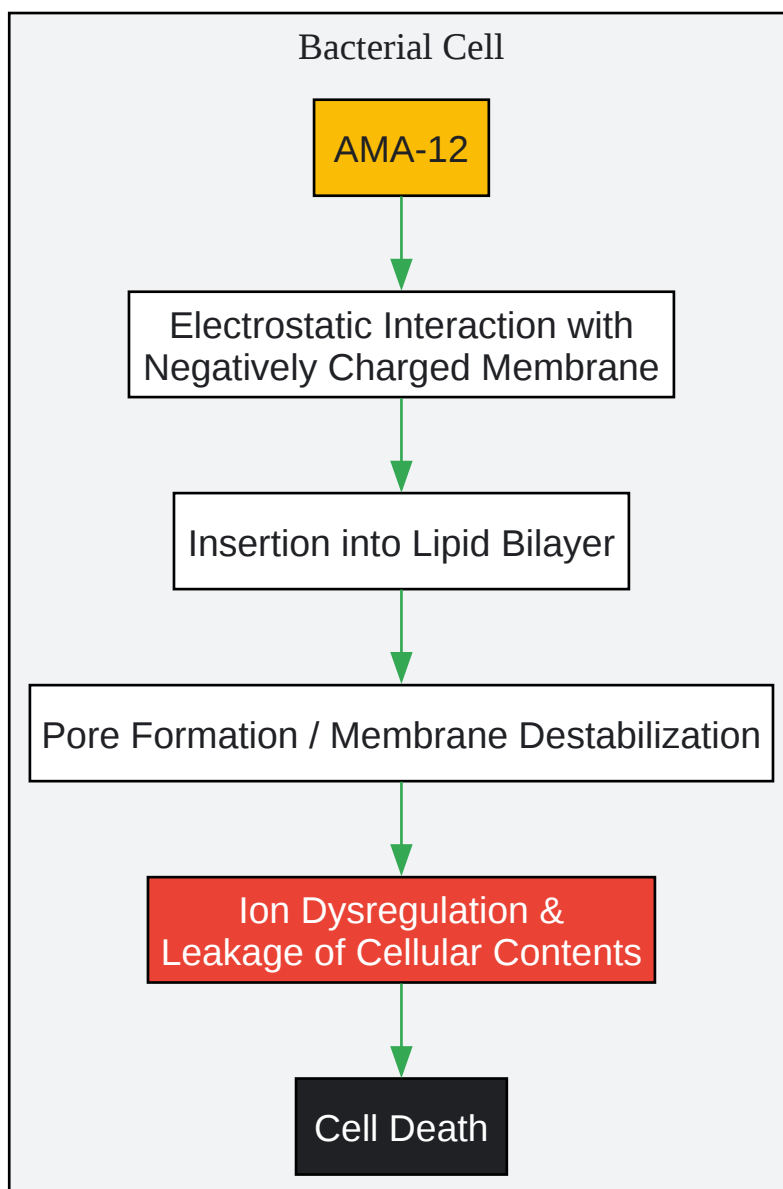 Bacterial Cell
AMA-12
Electrostatic Interaction with
Negatively Charged Membrane
Insertion into Lipid Bilayer
Pore Formation / Membrane Destabilization
Ion Dysregulation &
Leakage of Cellular Contents
Cell Death